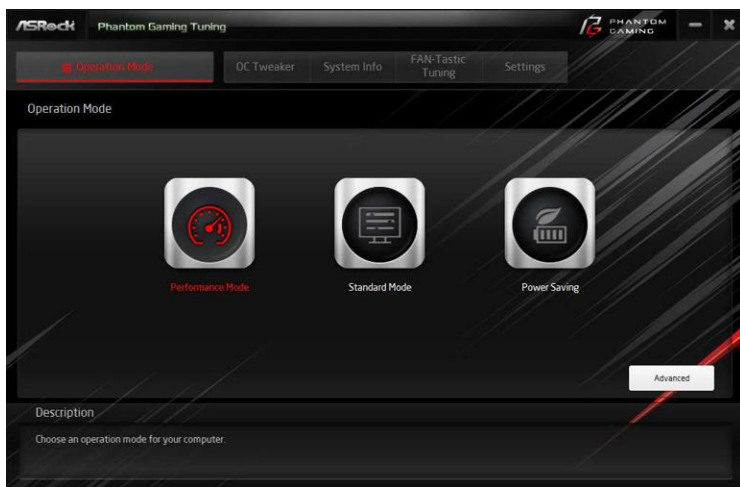 ASRock Phantom Gaming Tuning PHANTOM
GAMING
Operation Mode OC Tweaker System Info FAN-Tastic Tuning Settings
Operation Mode
Performance Mode Standard Mode Power Saving
Advanced
Description
Choose an operation mode for your computer.